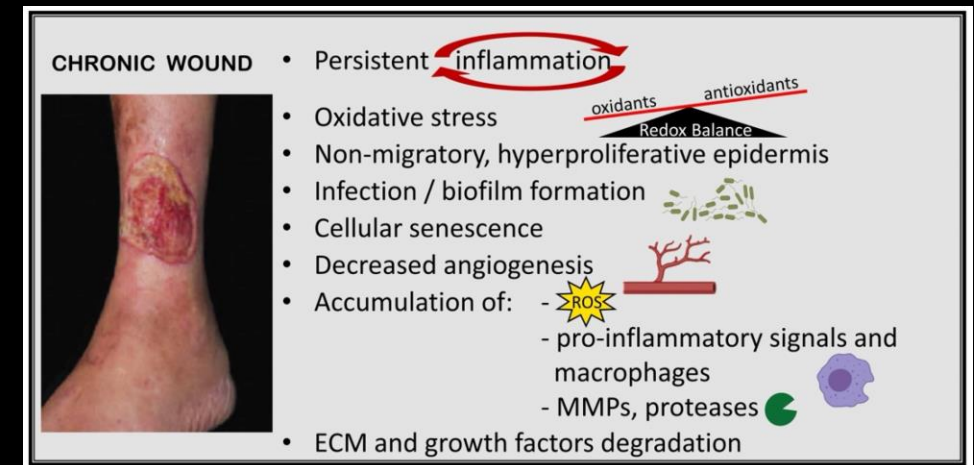 CHRONIC WOUND
• Persistent inflammation
oxidants antioxidants
Redox Balance
• Oxidative stress
• Non-migratory, hyperproliferative epidermis
• Infection / biofilm formation
• Cellular senescence
• Decreased angiogenesis
• Accumulation of: - ROS
- pro-inflammatory signals and
macrophages
- MMPs, proteases
• ECM and growth factors degradation